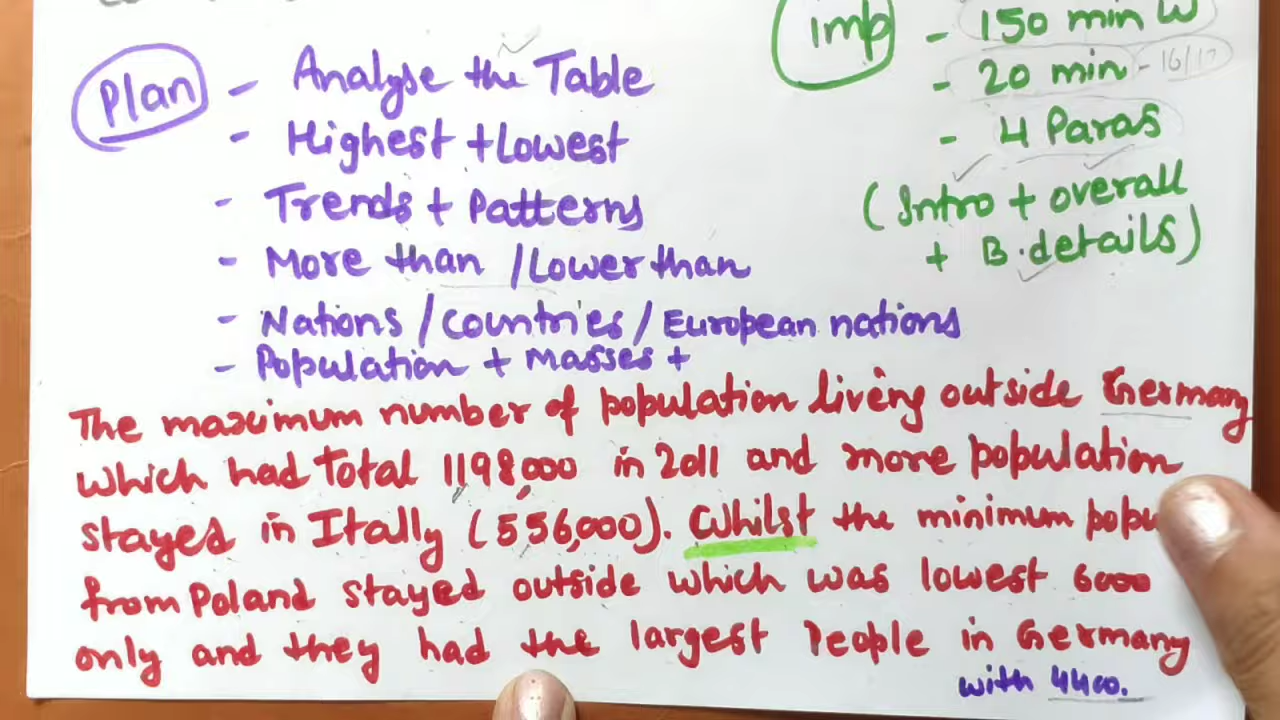 imp - 150 min W
- 20 min - 16/17
Plan - Analyse the Table
- 4 Paras
- Highest + Lowest
(Intro + overall
- Trends + Patterns
+ B. details)
- More than / Lower than
- Nations / Countries / European nations
- Population + Masses +
The maximum number of population living outside Germany
which had total 1198,000 in 2011 and more population
stayed in Itally (556,000). Whilst the minimum popu
from Poland stayed outside which was lowest 6000
only and they had the largest People in Germany
with 4400.